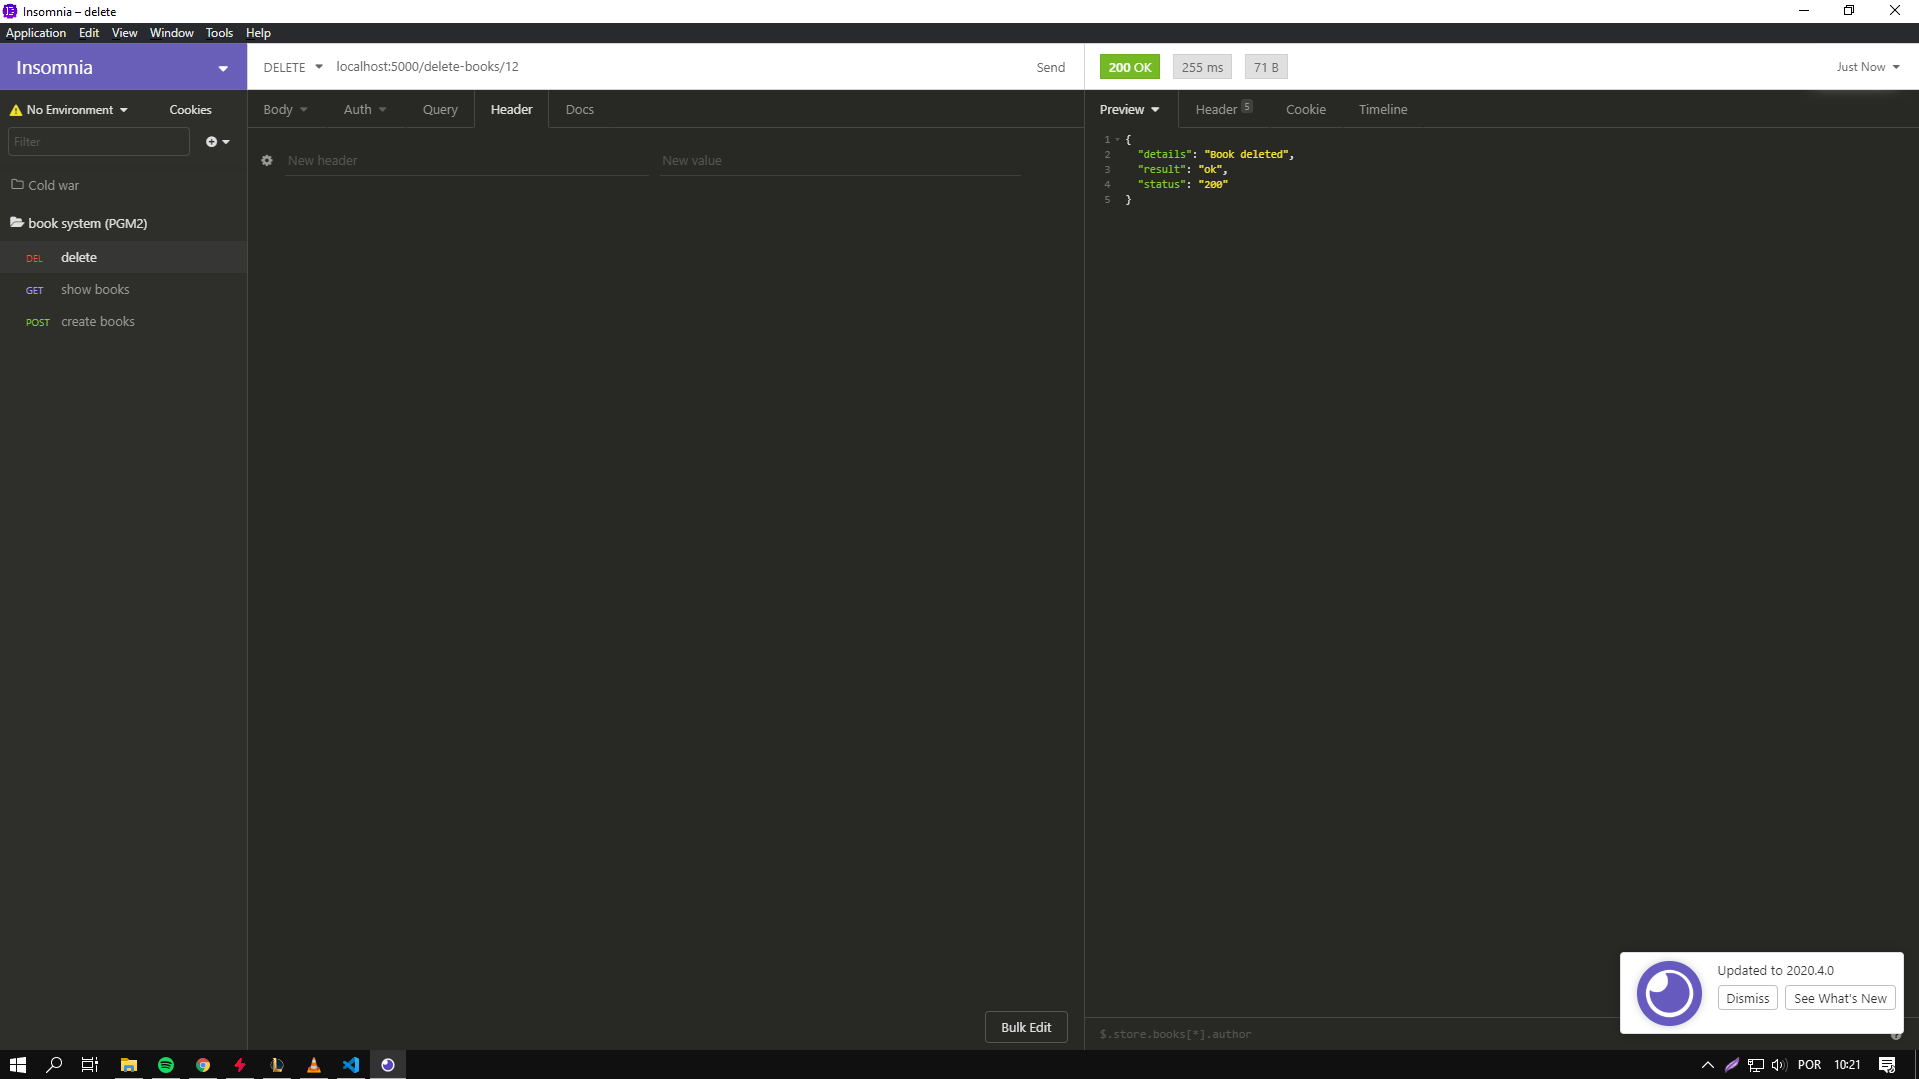 Insomnia – delete
Application Edit View Window Tools Help
Insomnia
DELETE localhost:5000/delete-books/12 Send
200 OK 255 ms 71 B Just Now
No Environment Cookies
Body Auth Query Header Docs
Preview Header 5 Cookie Timeline
Filter
New header New value
Cold war
book system (PGM2)
DEL delete
GET show books
POST create books
1 {
2 "details": "Book deleted",
3 "result": "ok",
4 "status": "200"
5 }
Updated to 2020.4.0
Dismiss See What's New
Bulk Edit
$.store.books[*].author
POR 10:21